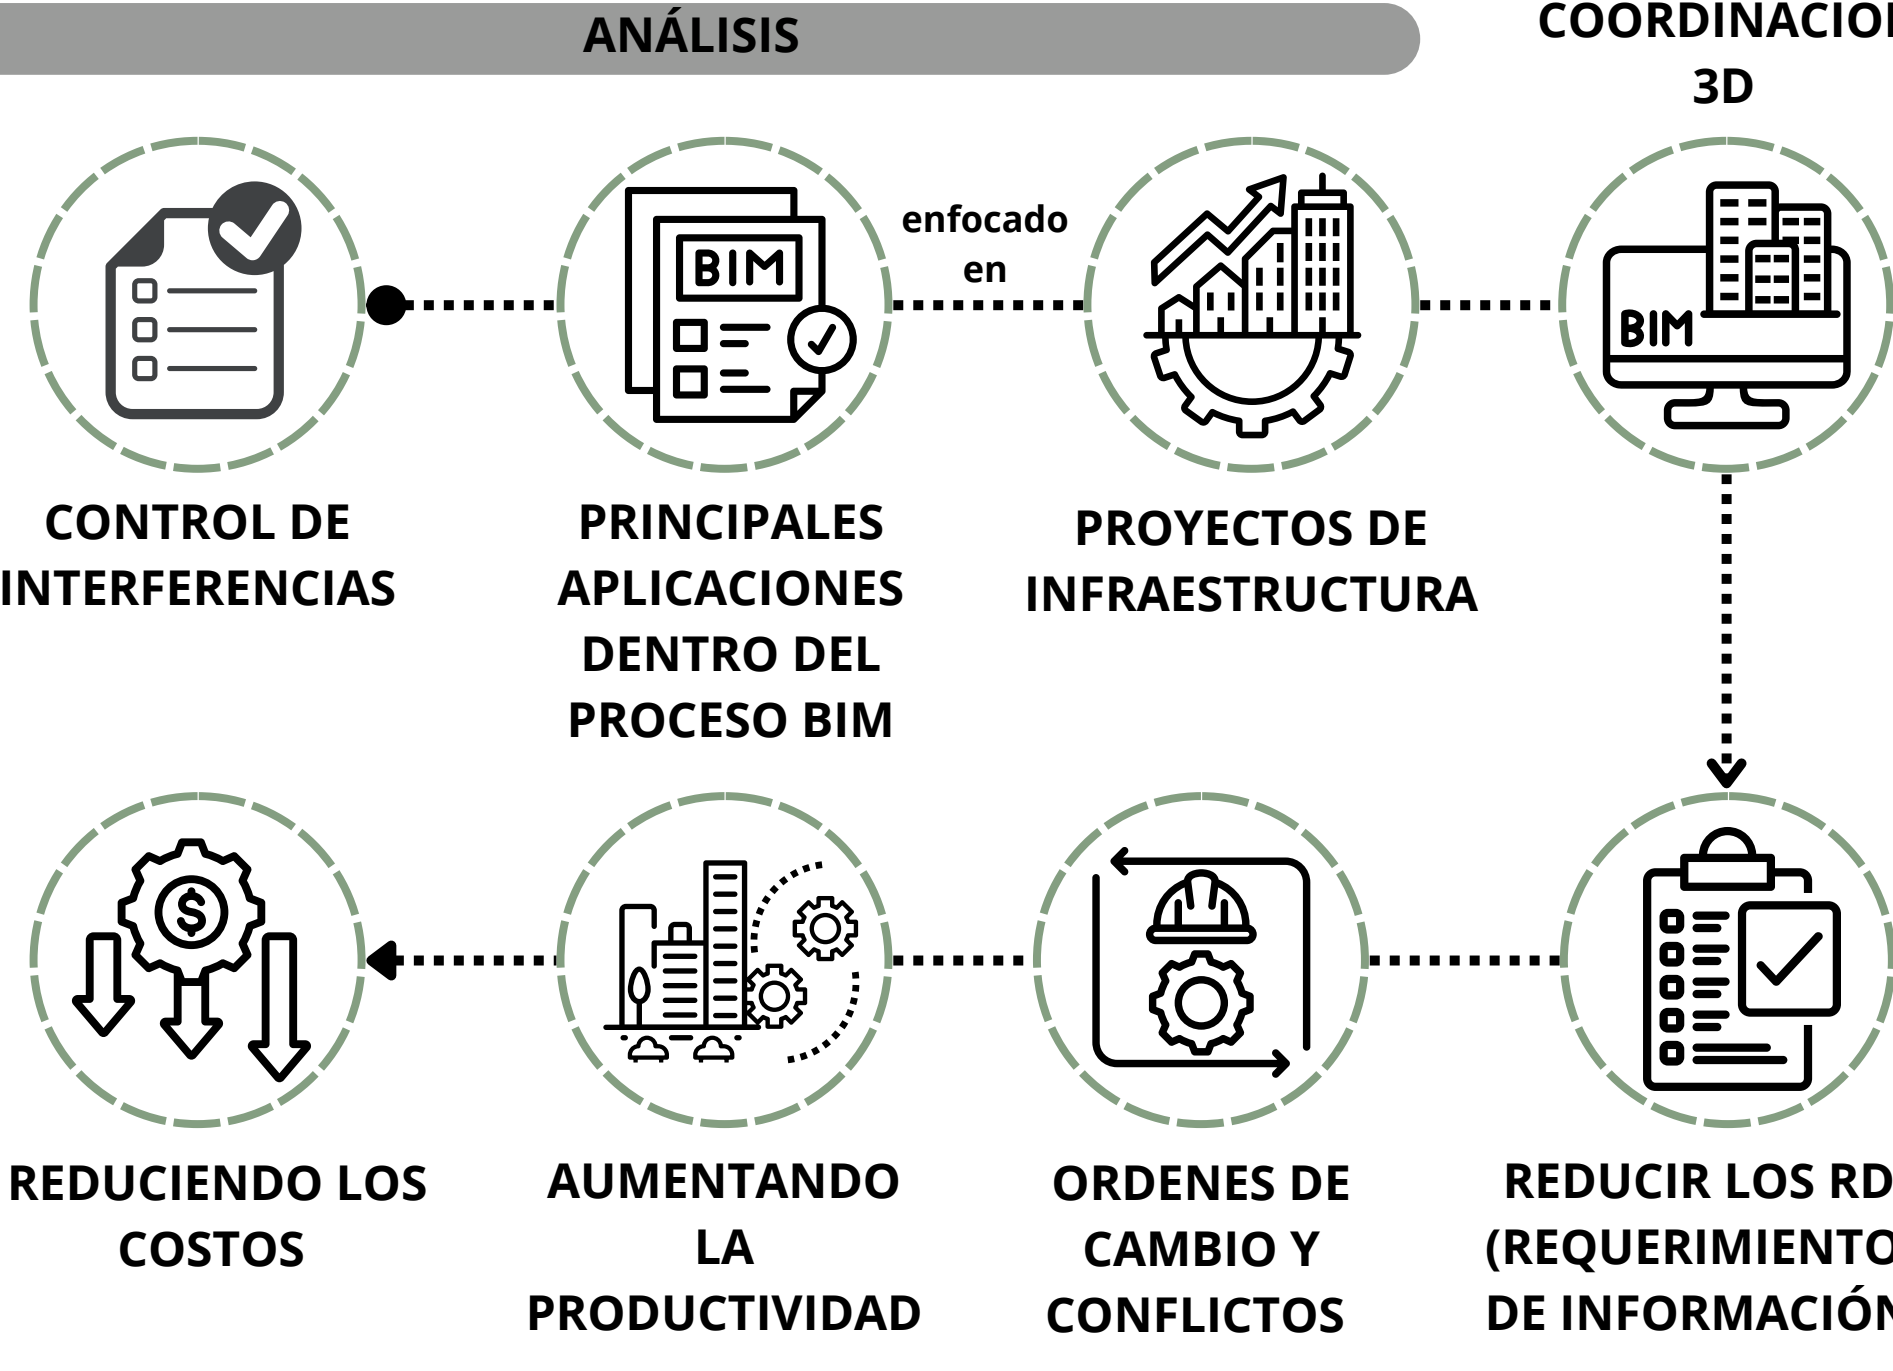 ANÁLISIS
COORDINACION
3D
enfocado
en
BIM
BIM
CONTROL DE
INTERFERENCIAS
PRINCIPALES
APLICACIONES
DENTRO DEL
PROCESO BIM
PROYECTOS DE
INFRAESTRUCTURA
$
REDUCIENDO LOS
COSTOS
AUMENTANDO
LA
PRODUCTIVIDAD
ORDENES DE
CAMBIO Y
CONFLICTOS
REDUCIR LOS RD
(REQUERIMIENTO
DE INFORMACIÓN